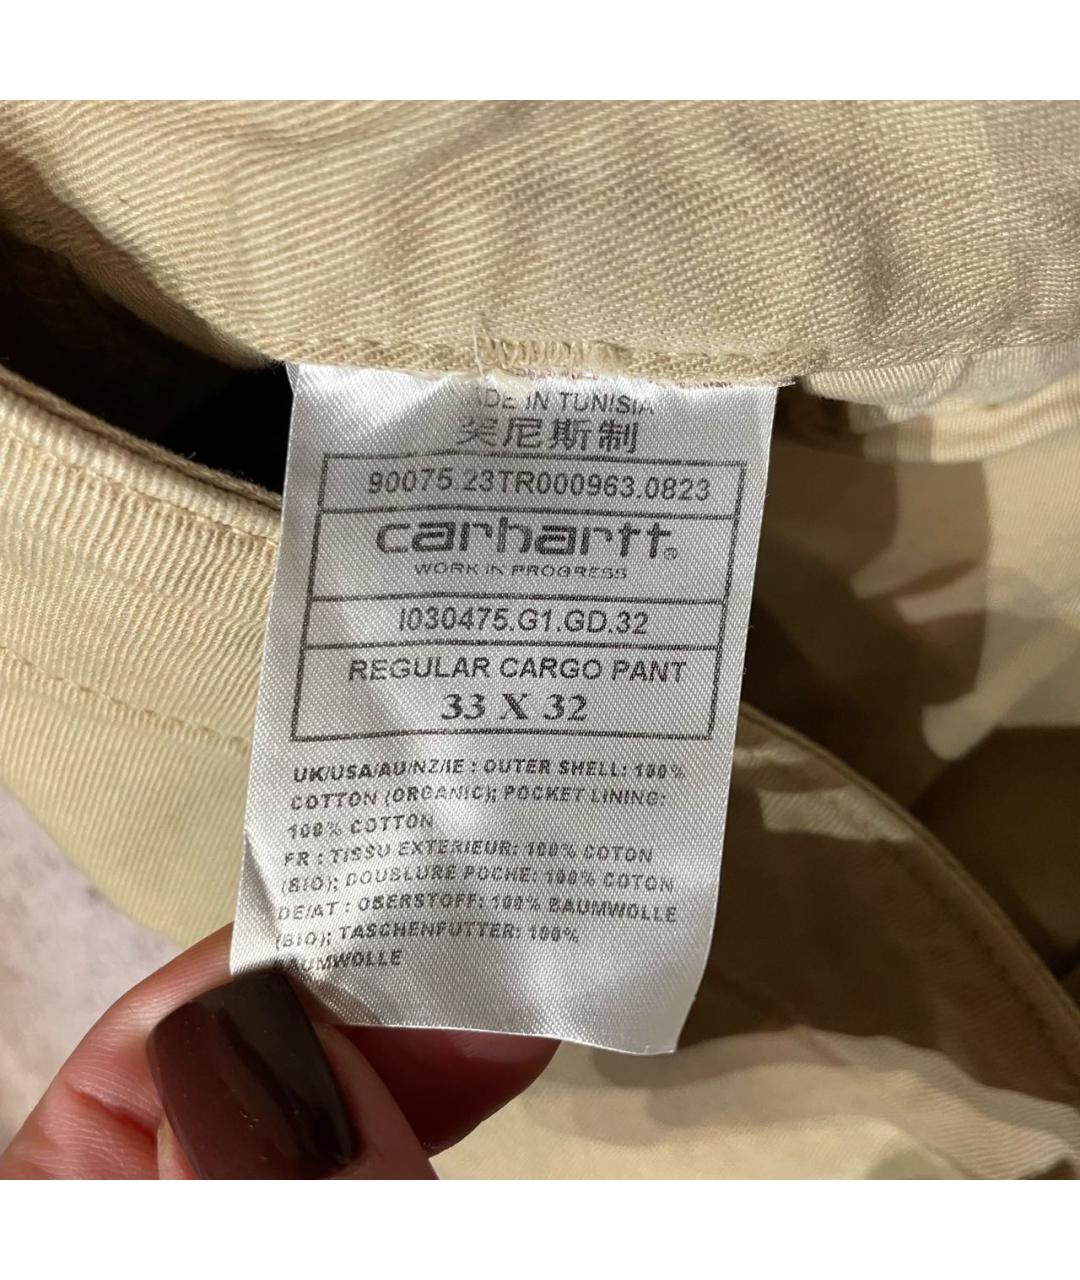 DE IN TUNISIA
突尼斯制
90075.23TR000963.0823
carhartt®
WORK IN PROGRESS
I030475.G1.GD.32
REGULAR CARGO PANT
33 X 32
UK/USA/AU/NZ/IE : OUTER SHELL: 100%
COTTON (ORGANIC); POCKET LINING:
100% COTTON
FR : TISSU EXTERIEUR: 100% COTON
(BIO); DOUBLURE POCHE: 100% COTON
DE/AT : OBERSTOFF: 100% BAUMWOLLE
(BIO); TASCHENFUTTER: 100%
AUMWOLLE